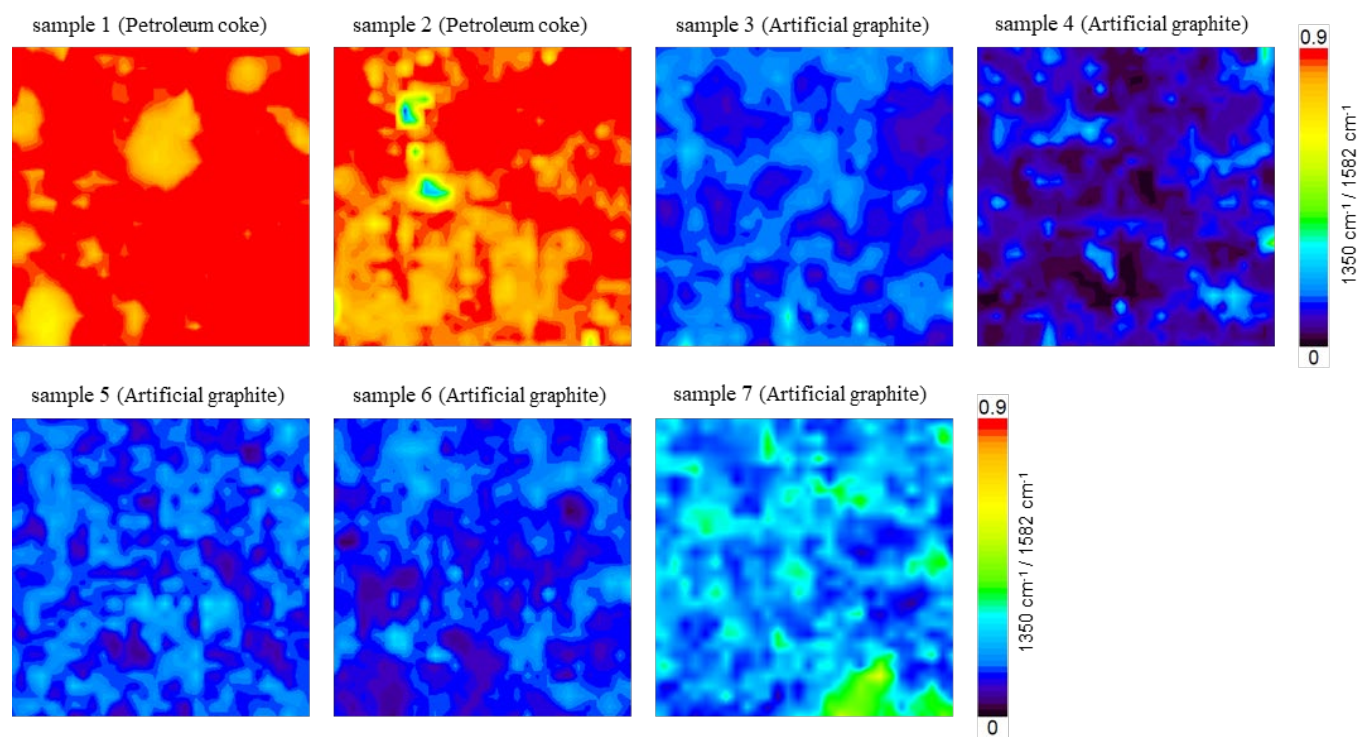 sample 1 (Petroleum coke)
sample 2 (Petroleum coke)
sample 3 (Artificial graphite)
sample 4 (Artificial graphite)
0.9
1350 cm⁻¹ / 1582 cm⁻¹
0
sample 5 (Artificial graphite)
sample 6 (Artificial graphite)
sample 7 (Artificial graphite)
0.9
1350 cm⁻¹ / 1582 cm⁻¹
0